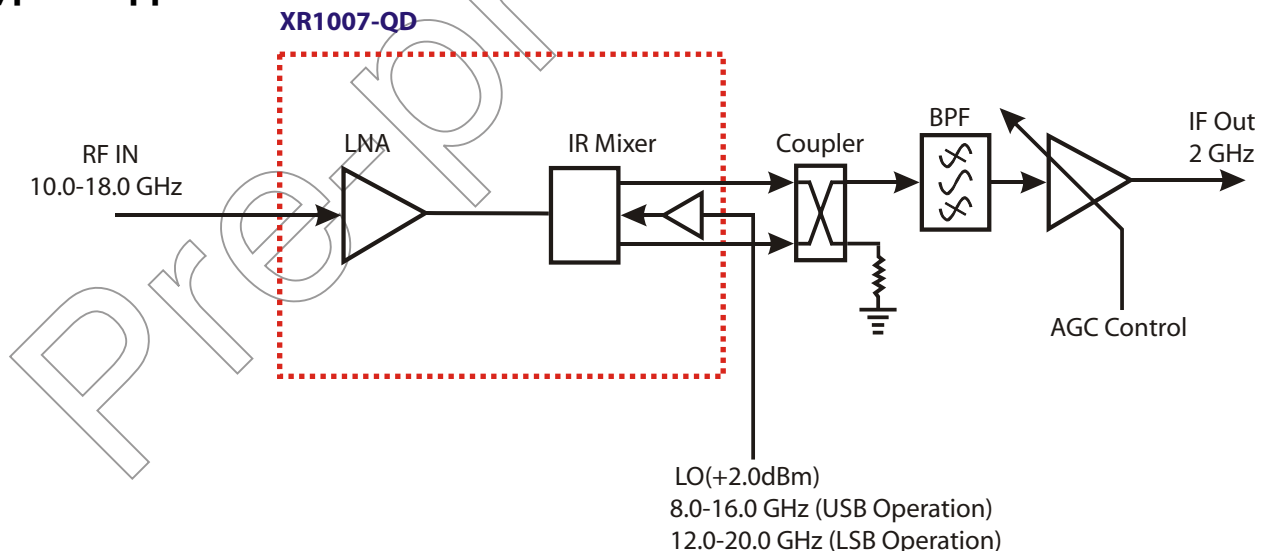 XR1007-QD
RF IN
10.0-18.0 GHz
LNA
IR Mixer
Coupler
BPF
IF Out
2 GHz
AGC Control
LO(+2.0dBm)
8.0-16.0 GHz (USB Operation)
12.0-20.0 GHz (LSB Operation)